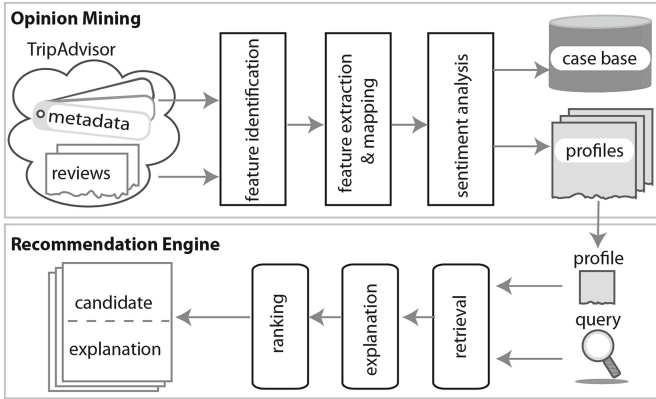 Opinion Mining
TripAdvisor
metadata
reviews
feature identification
feature extraction
& mapping
sentiment analysis
case base
profiles
Recommendation Engine
candidate
explanation
ranking
explanation
retrieval
profile
query